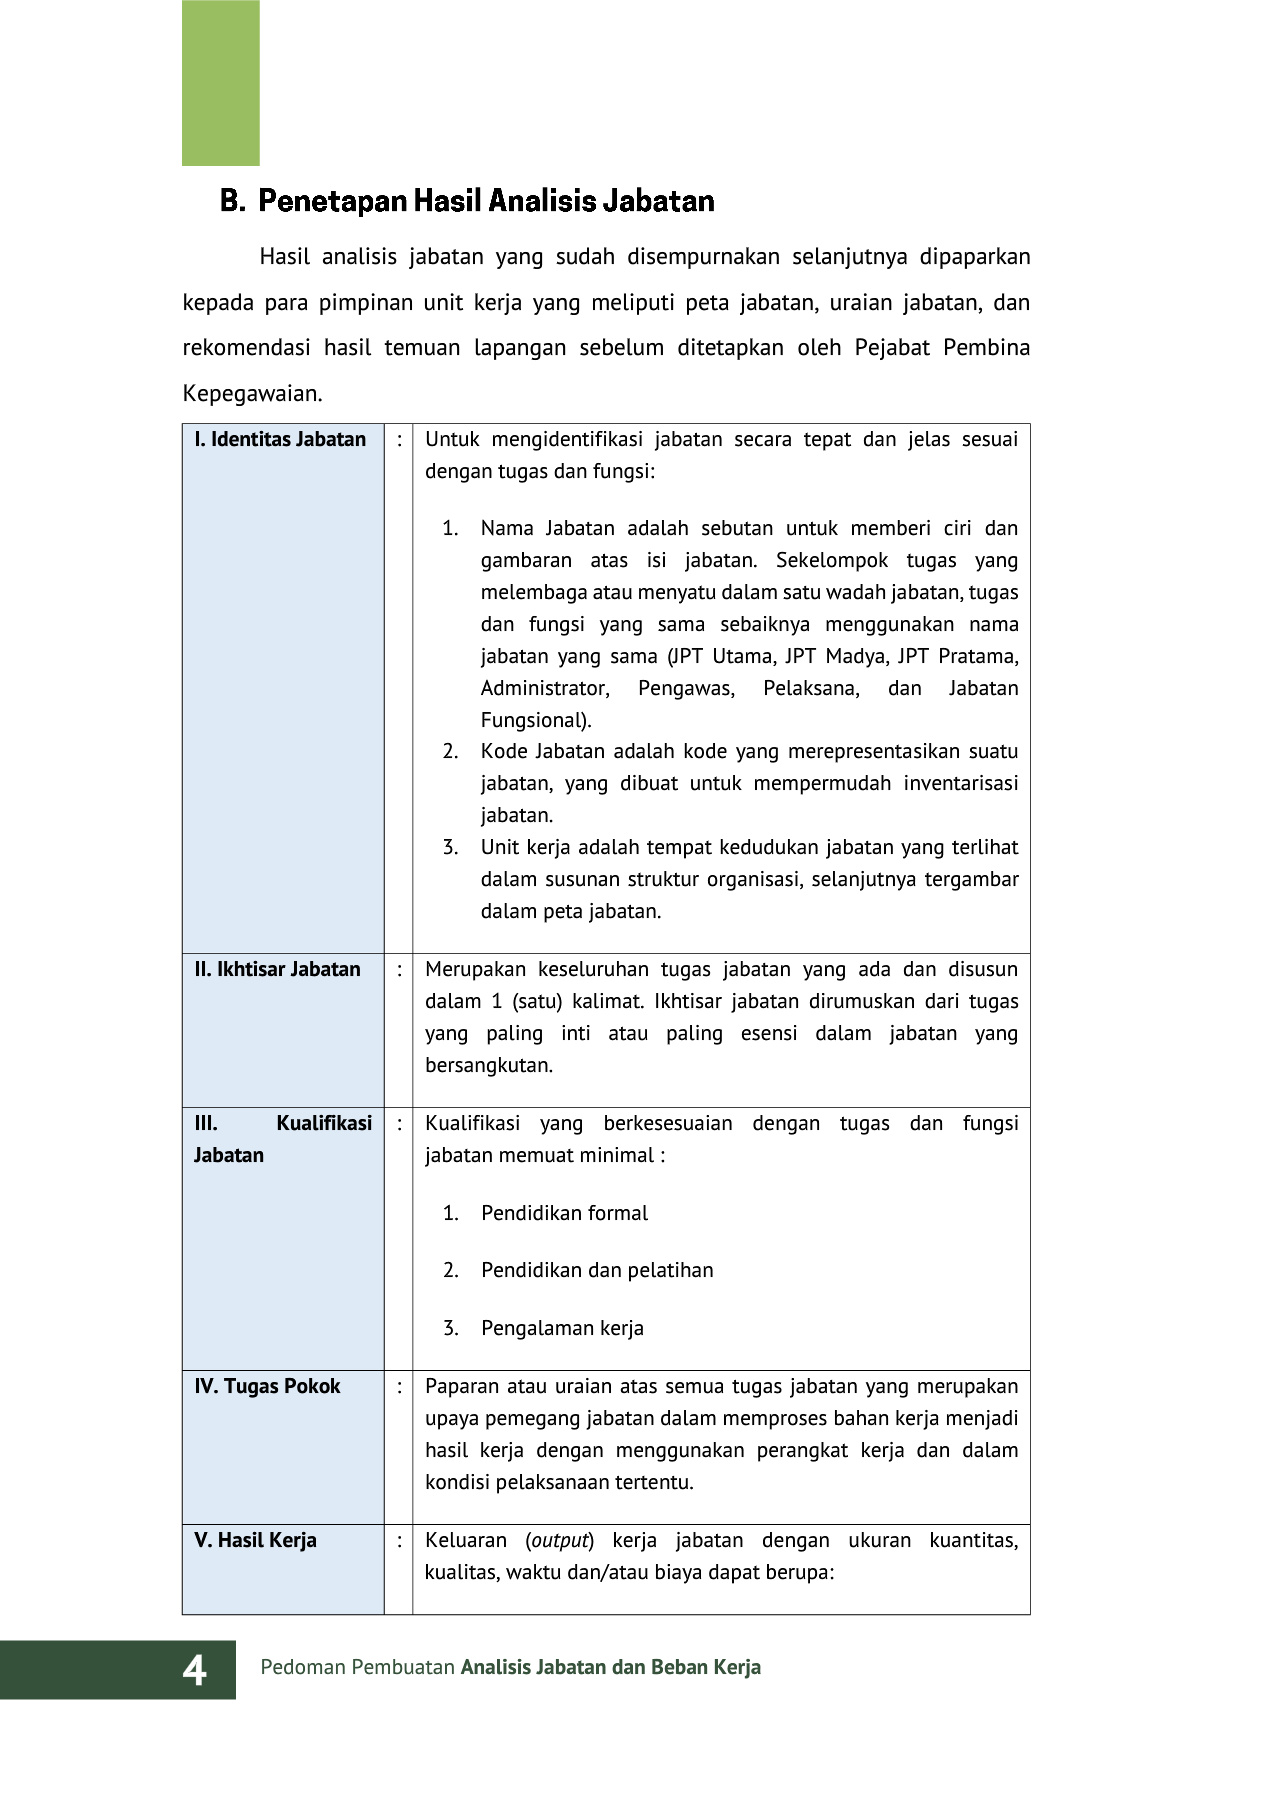 B. Penetapan Hasil Analisis Jabatan
Hasil analisis jabatan yang sudah disempurnakan selanjutnya dipaparkan
kepada para pimpinan unit kerja yang meliputi peta jabatan, uraian jabatan, dan
rekomendasi hasil temuan lapangan sebelum ditetapkan oleh Pejabat Pembina
Kepegawaian.
I. Identitas Jabatan : Untuk mengidentifikasi jabatan secara tepat dan jelas sesuai
dengan tugas dan fungsi:
1. Nama Jabatan adalah sebutan untuk memberi ciri dan
gambaran atas isi jabatan. Sekelompok tugas yang
melembaga atau menyatu dalam satu wadah jabatan, tugas
dan fungsi yang sama sebaiknya menggunakan nama
jabatan yang sama (JPT Utama, JPT Madya, JPT Pratama,
Administrator, Pengawas, Pelaksana, dan Jabatan
Fungsional).
2. Kode Jabatan adalah kode yang merepresentasikan suatu
jabatan, yang dibuat untuk mempermudah inventarisasi
jabatan.
3. Unit kerja adalah tempat kedudukan jabatan yang terlihat
dalam susunan struktur organisasi, selanjutnya tergambar
dalam peta jabatan.
II. Ikhtisar Jabatan : Merupakan keseluruhan tugas jabatan yang ada dan disusun
dalam 1 (satu) kalimat. Ikhtisar jabatan dirumuskan dari tugas
yang paling inti atau paling esensi dalam jabatan yang
bersangkutan.
III. Kualifikasi : Kualifikasi yang berkesesuaian dengan tugas dan fungsi
Jabatan jabatan memuat minimal :
1. Pendidikan formal
2. Pendidikan dan pelatihan
3. Pengalaman kerja
IV. Tugas Pokok : Paparan atau uraian atas semua tugas jabatan yang merupakan
upaya pemegang jabatan dalam memproses bahan kerja menjadi
hasil kerja dengan menggunakan perangkat kerja dan dalam
kondisi pelaksanaan tertentu.
V. Hasil Kerja : Keluaran (output) kerja jabatan dengan ukuran kuantitas,
kualitas, waktu dan/atau biaya dapat berupa:
4 Pedoman Pembuatan Analisis Jabatan dan Beban Kerja